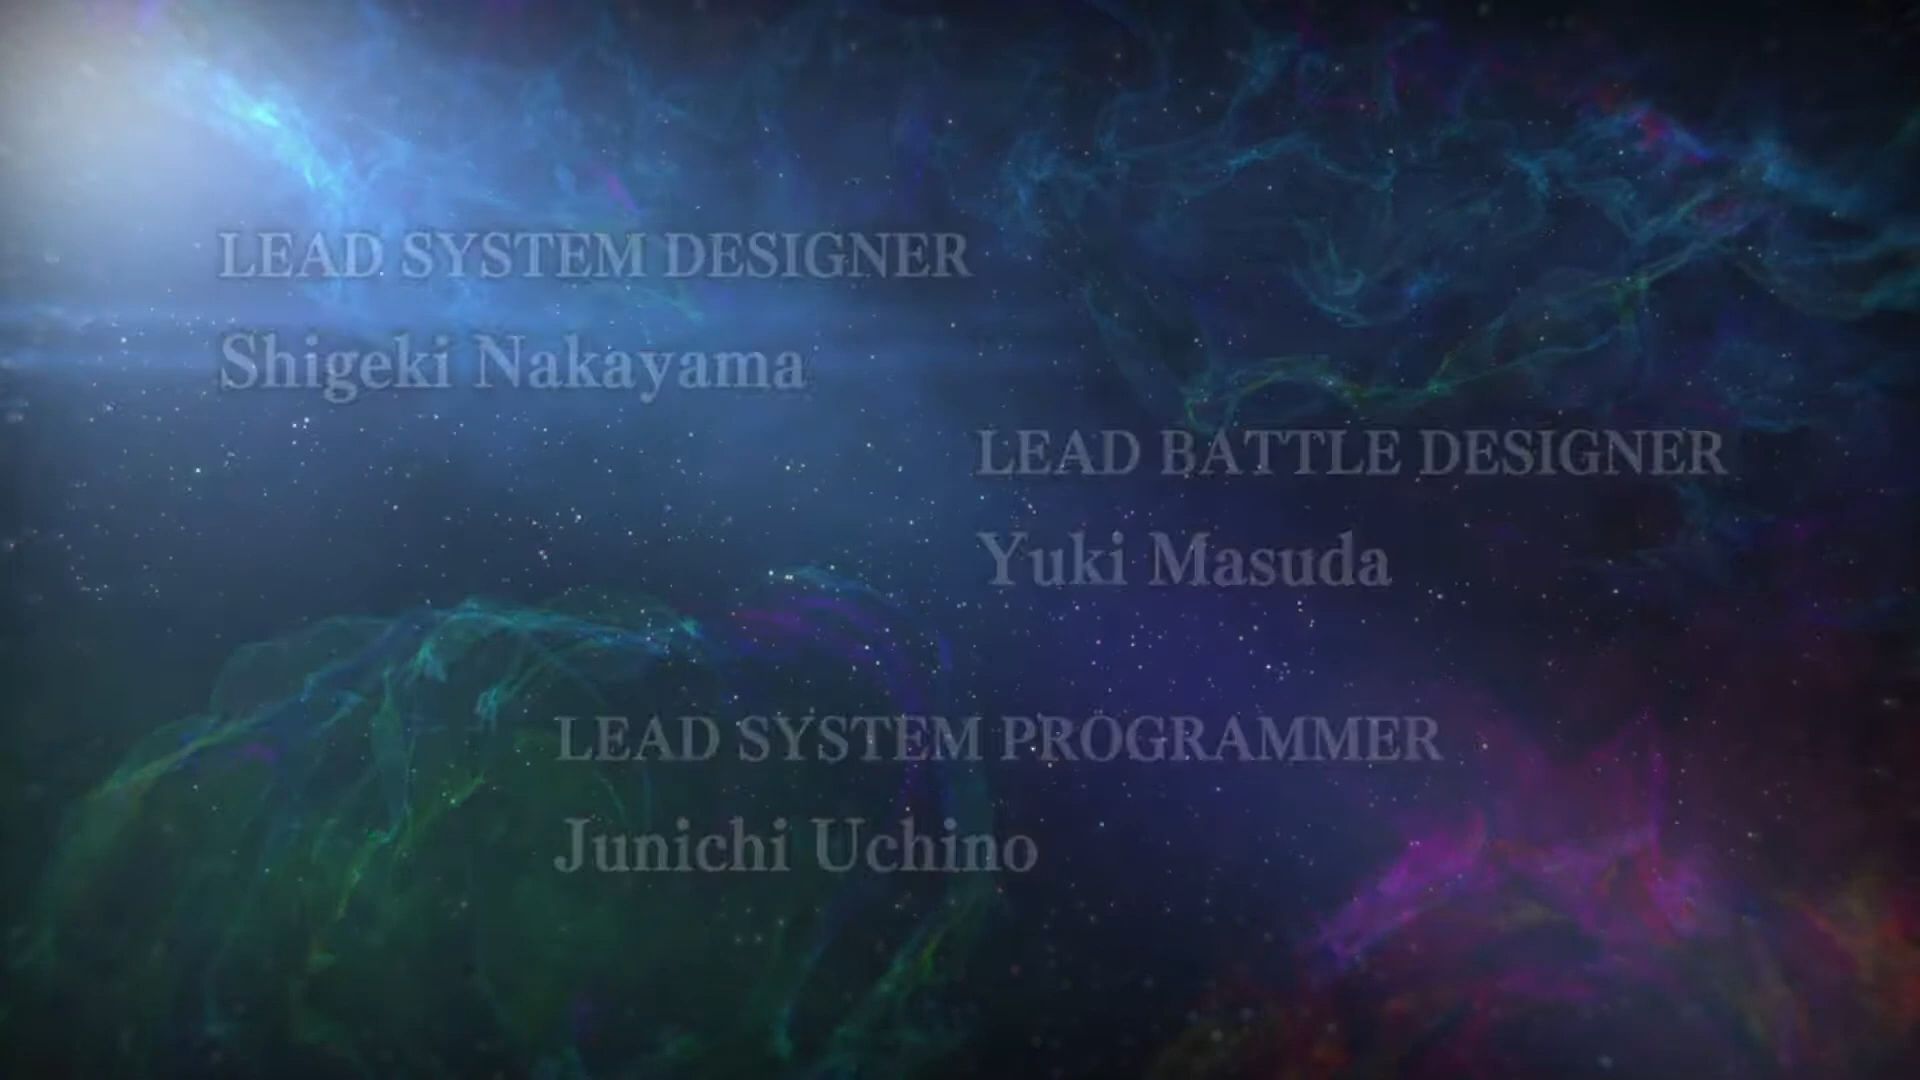 LEAD SYSTEM DESIGNER
Shigeki Nakayama
LEAD BATTLE DESIGNER
Yuki Masuda
LEAD SYSTEM PROGRAMMER
Junichi Uchino